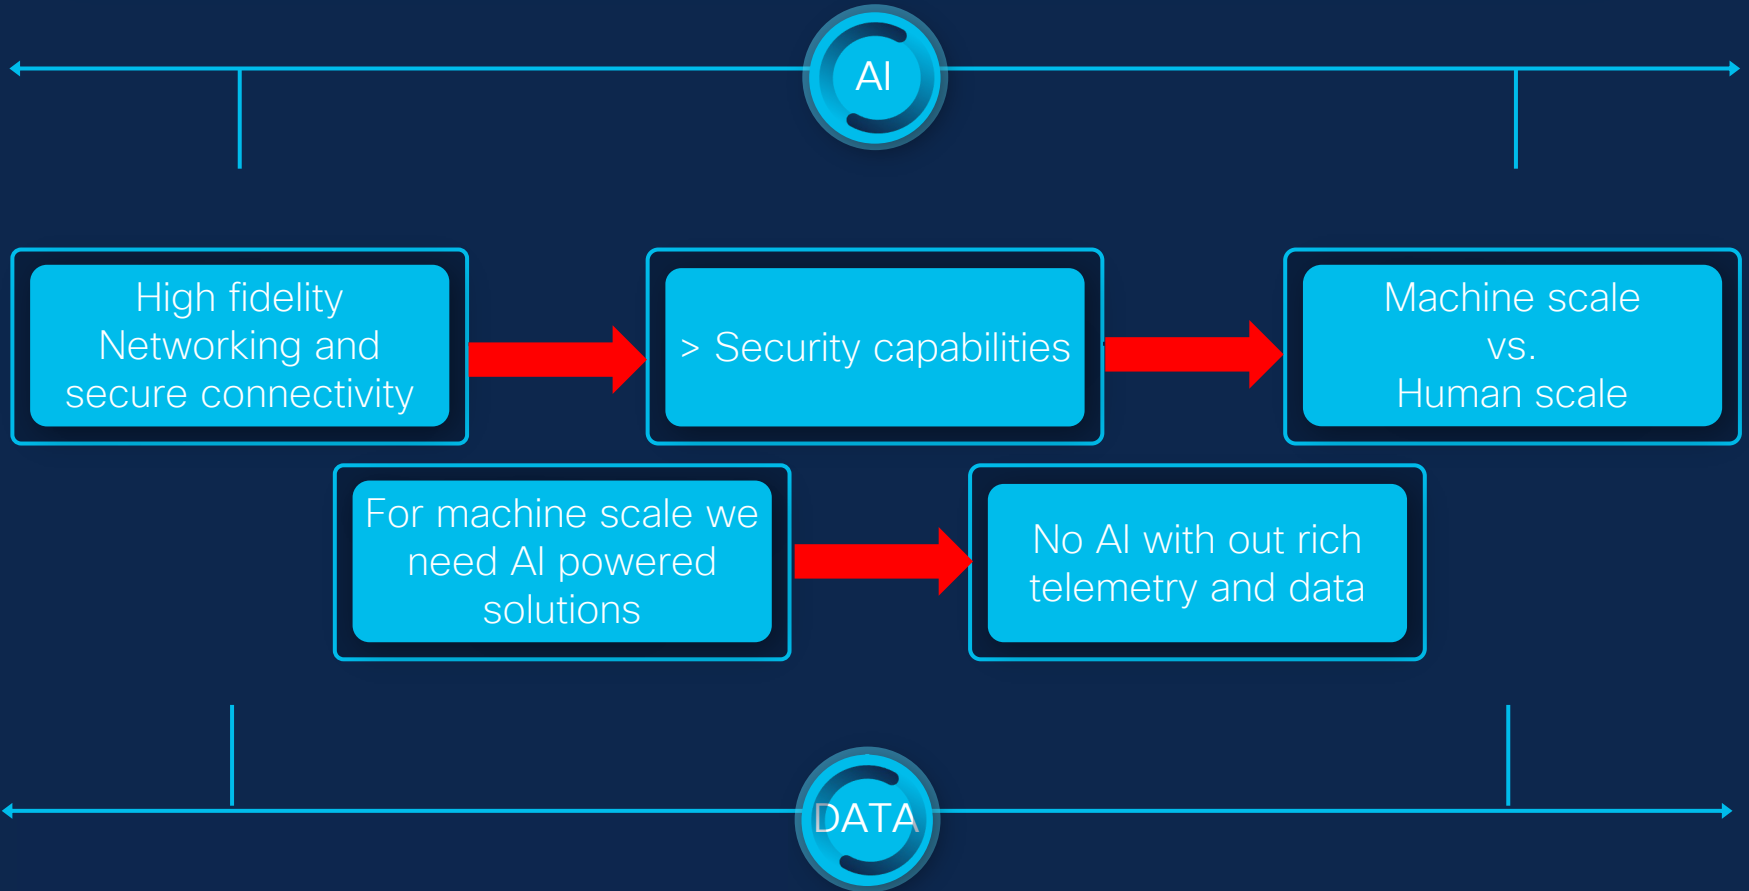 AI
High fidelity
Networking and
secure connectivity
> Security capabilities
Machine scale
vs.
Human scale
For machine scale we
need AI powered
solutions
No AI with out rich
telemetry and data
DATA